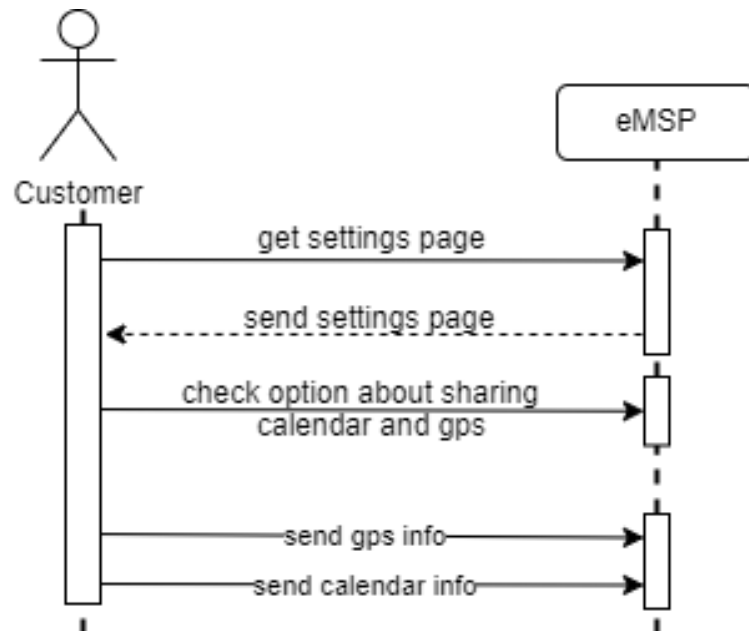 eMSP
Customer
get settings page
send settings page
check option about sharing
calendar and gps
send gps info
send calendar info